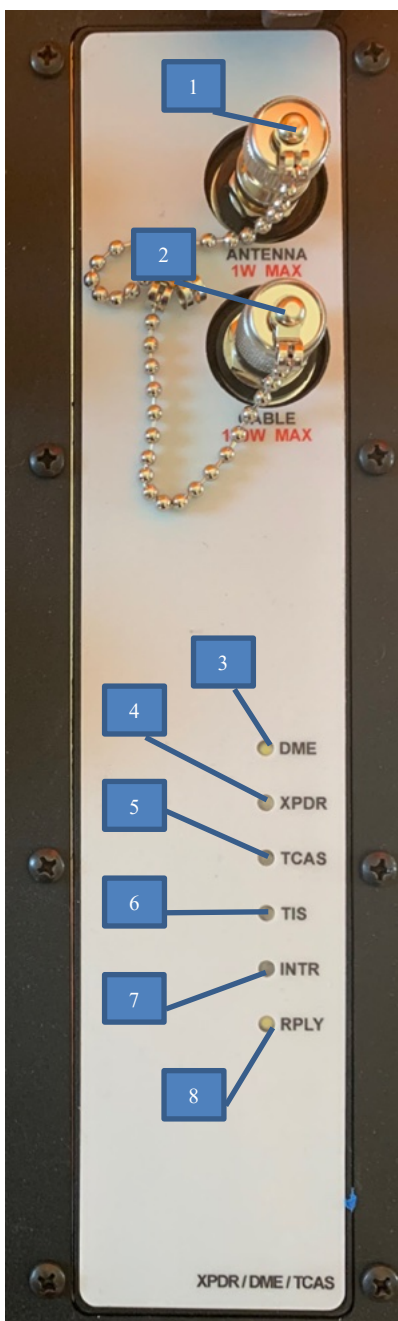 1
2
ANTENNA
1W MAX
CABLE
MAX
3
4
DME
5
XPDR
TCAS
6
TIS
7
INTR
RPLY
8
XPDR / DME / TCAS